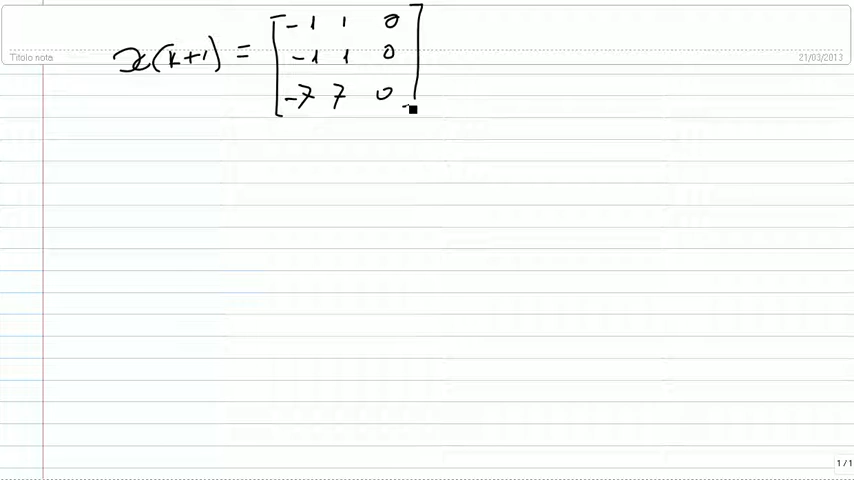 -1 1 0
x(k+1) = -1 1 0
-7 7 0
Titolo nota 21/03/2013
1/1